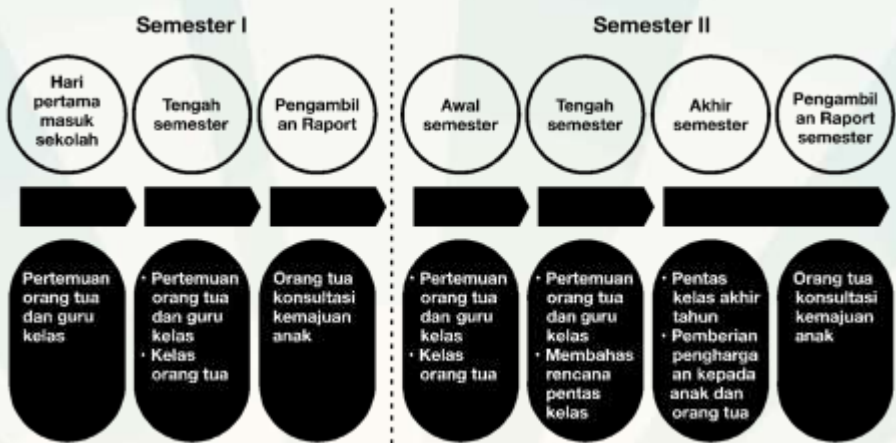 Semester I
Semester II
Hari
pertama
masuk
sekolah
Tengah
semester
Pengambil
an Raport
Awal
semester
Tengah
semester
Akhir
semester
Pengambil
an Raport
semester
Pertemuan
orang tua
dan guru
kelas
• Pertemuan
orang tua
dan guru
kelas
• Kelas
orang tua
Orang tua
konsultasi
kemajuan
anak
• Pertemuan
orang tua
dan guru
kelas
• Kelas
orang tua
• Pertemuan
orang tua
dan guru
kelas
• Membahas
rencana
pentas
kelas
• Pentas
kelas akhir
tahun
• Pemberian
pengharga
an kepada
anak dan
orang tua
Orang tua
konsultasi
kemajuan
anak